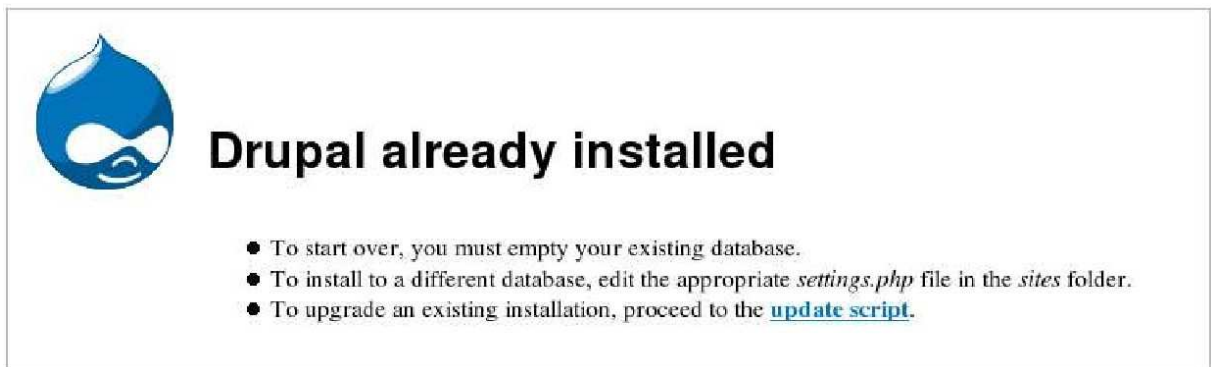 Drupal already installed
● To start over, you must empty your existing database.
● To install to a different database, edit the appropriate settings.php file in the sites folder.
● To upgrade an existing installation, proceed to the update script.